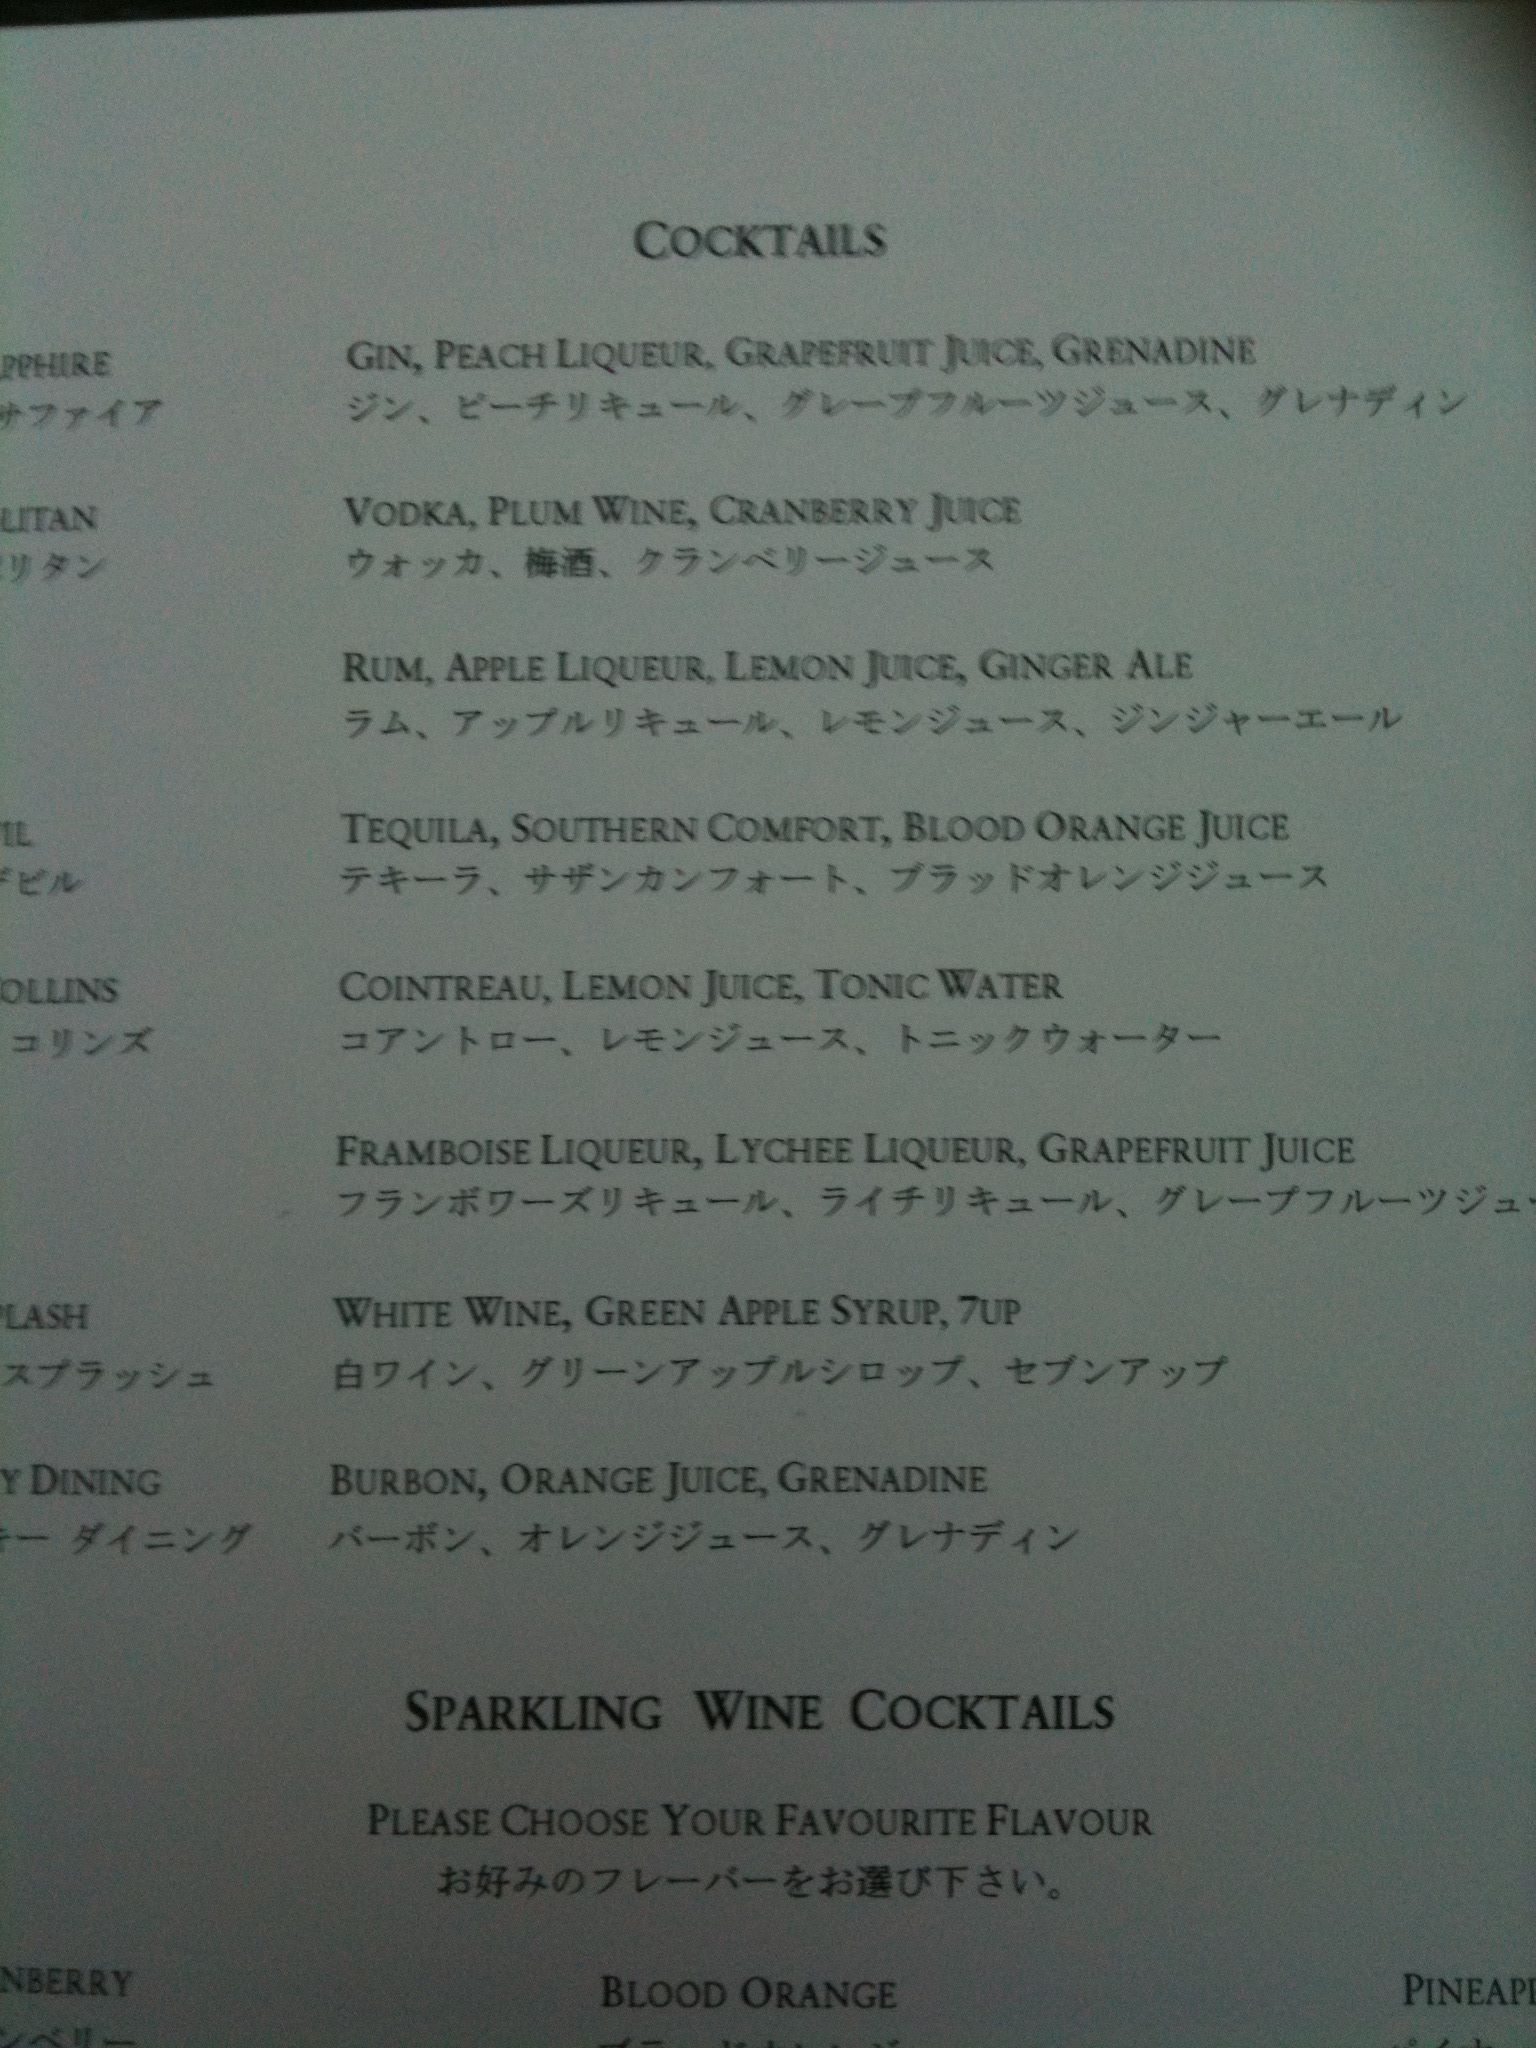 COCKTAILS
PPHIRE GIN, PEACH LIQUEUR, GRAPEFRUIT JUICE, GRENADINE
サファイア ジン、ピーチリキュール、グレープフルーツジュース、グレナディン
LITAN VODKA, PLUM WINE, CRANBERRY JUICE
リタン ウォッカ、梅酒、クランベリージュース
RUM, APPLE LIQUEUR, LEMON JUICE, GINGER ALE
ラム、アップルリキュール、レモンジュース、ジンジャーエール
IL TEQUILA, SOUTHERN COMFORT, BLOOD ORANGE JUICE
デビル テキーラ、サザンカンフォート、ブラッドオレンジジュース
OLLINS COINTREAU, LEMON JUICE, TONIC WATER
コリンズ コアントロー、レモンジュース、トニックウォーター
FRAMBOISE LIQUEUR, LYCHEE LIQUEUR, GRAPEFRUIT JUICE
フランボワーズリキュール、ライチリキュール、グレープフルーツジュー
PLASH WHITE WINE, GREEN APPLE SYRUP, 7UP
スプラッシュ 白ワイン、グリーンアップルシロップ、セブンアップ
Y DINING BURBON, ORANGE JUICE, GRENADINE
キー ダイニング バーボン、オレンジジュース、グレナディン
SPARKLING WINE COCKTAILS
PLEASE CHOOSE YOUR FAVOURITE FLAVOUR
お好みのフレーバーをお選び下さい。
NBERRY BLOOD ORANGE PINEAP
ンベリー